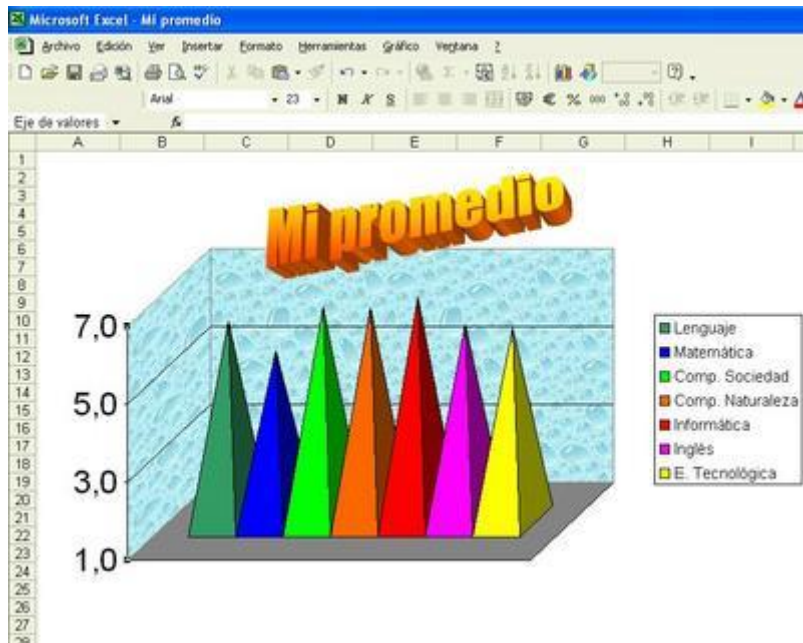 Microsoft Excel - Mi promedio
Archivo Edición Ver Insertar Formato Herramientas Gráfico Ventana ?
Arial 23 N K S € % 000
Eje de valores fx
A B C D E F G H I
1
2
3
4
5
6
7
8
9
10
11
12
13
14
15
16
17
18
19
20
21
22
23
24
25
26
27
28
Mi promedio
7,0
5,0
3,0
1,0
Lenguaje
Matemática
Comp. Sociedad
Comp. Naturaleza
Informática
Inglés
E. Tecnológica